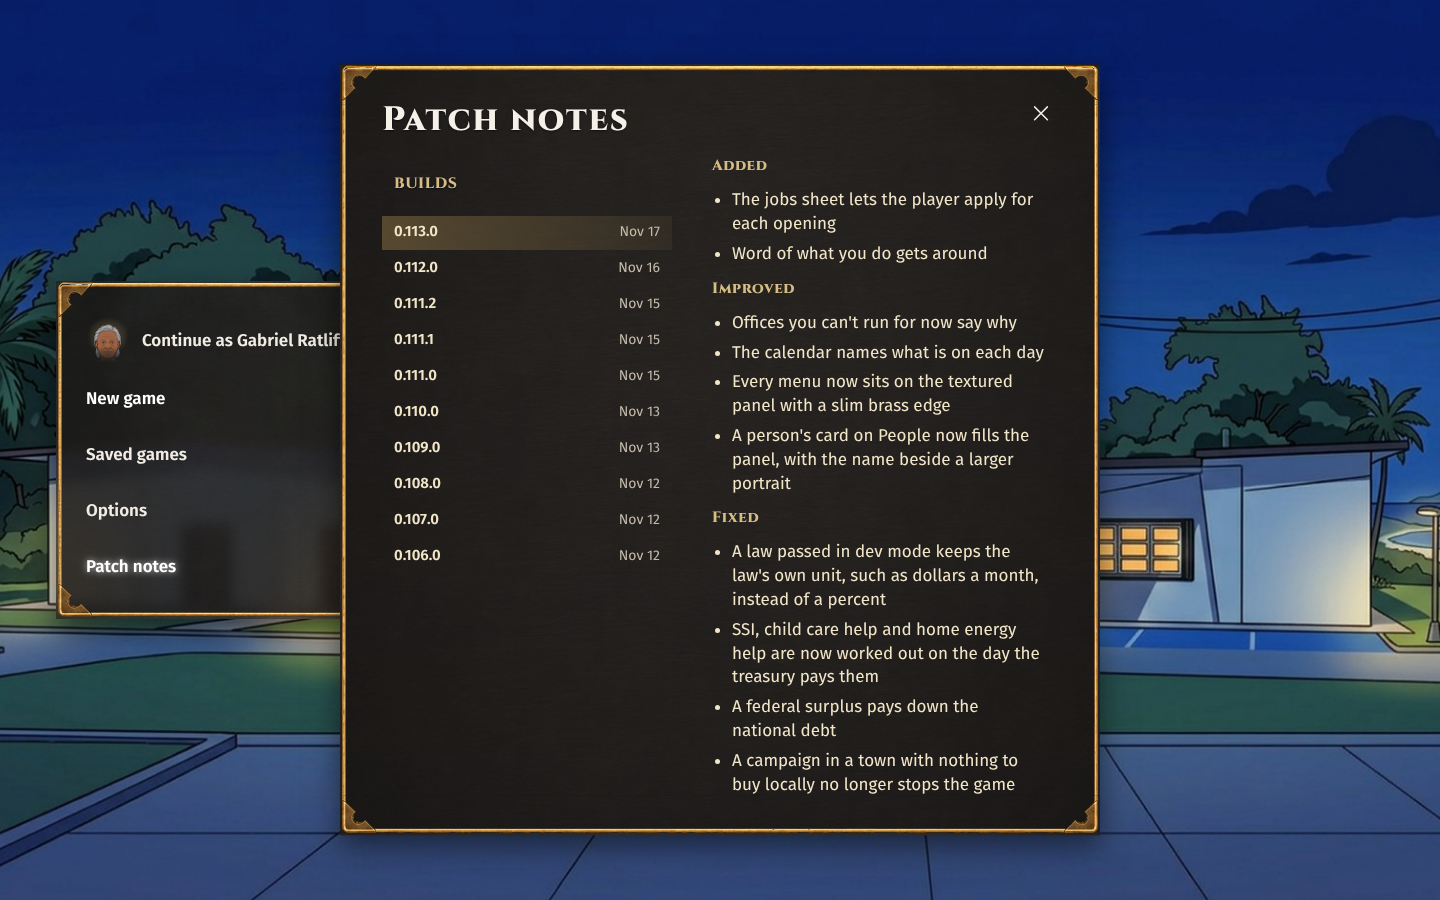 Patch notes
BUILDS
0.113.0 Nov 17
0.112.0 Nov 16
0.111.2 Nov 15
0.111.1 Nov 15
0.111.0 Nov 15
0.110.0 Nov 13
0.109.0 Nov 13
0.108.0 Nov 12
0.107.0 Nov 12
0.106.0 Nov 12
Added
• The jobs sheet lets the player apply for
each opening
• Word of what you do gets around
Improved
• Offices you can't run for now say why
• The calendar names what is on each day
• Every menu now sits on the textured
panel with a slim brass edge
• A person's card on People now fills the
panel, with the name beside a larger
portrait
Fixed
• A law passed in dev mode keeps the
law's own unit, such as dollars a month,
instead of a percent
• SSI, child care help and home energy
help are now worked out on the day the
treasury pays them
• A federal surplus pays down the
national debt
• A campaign in a town with nothing to
buy locally no longer stops the game
Continue as Gabriel Ratlif
New game
Saved games
Options
Patch notes